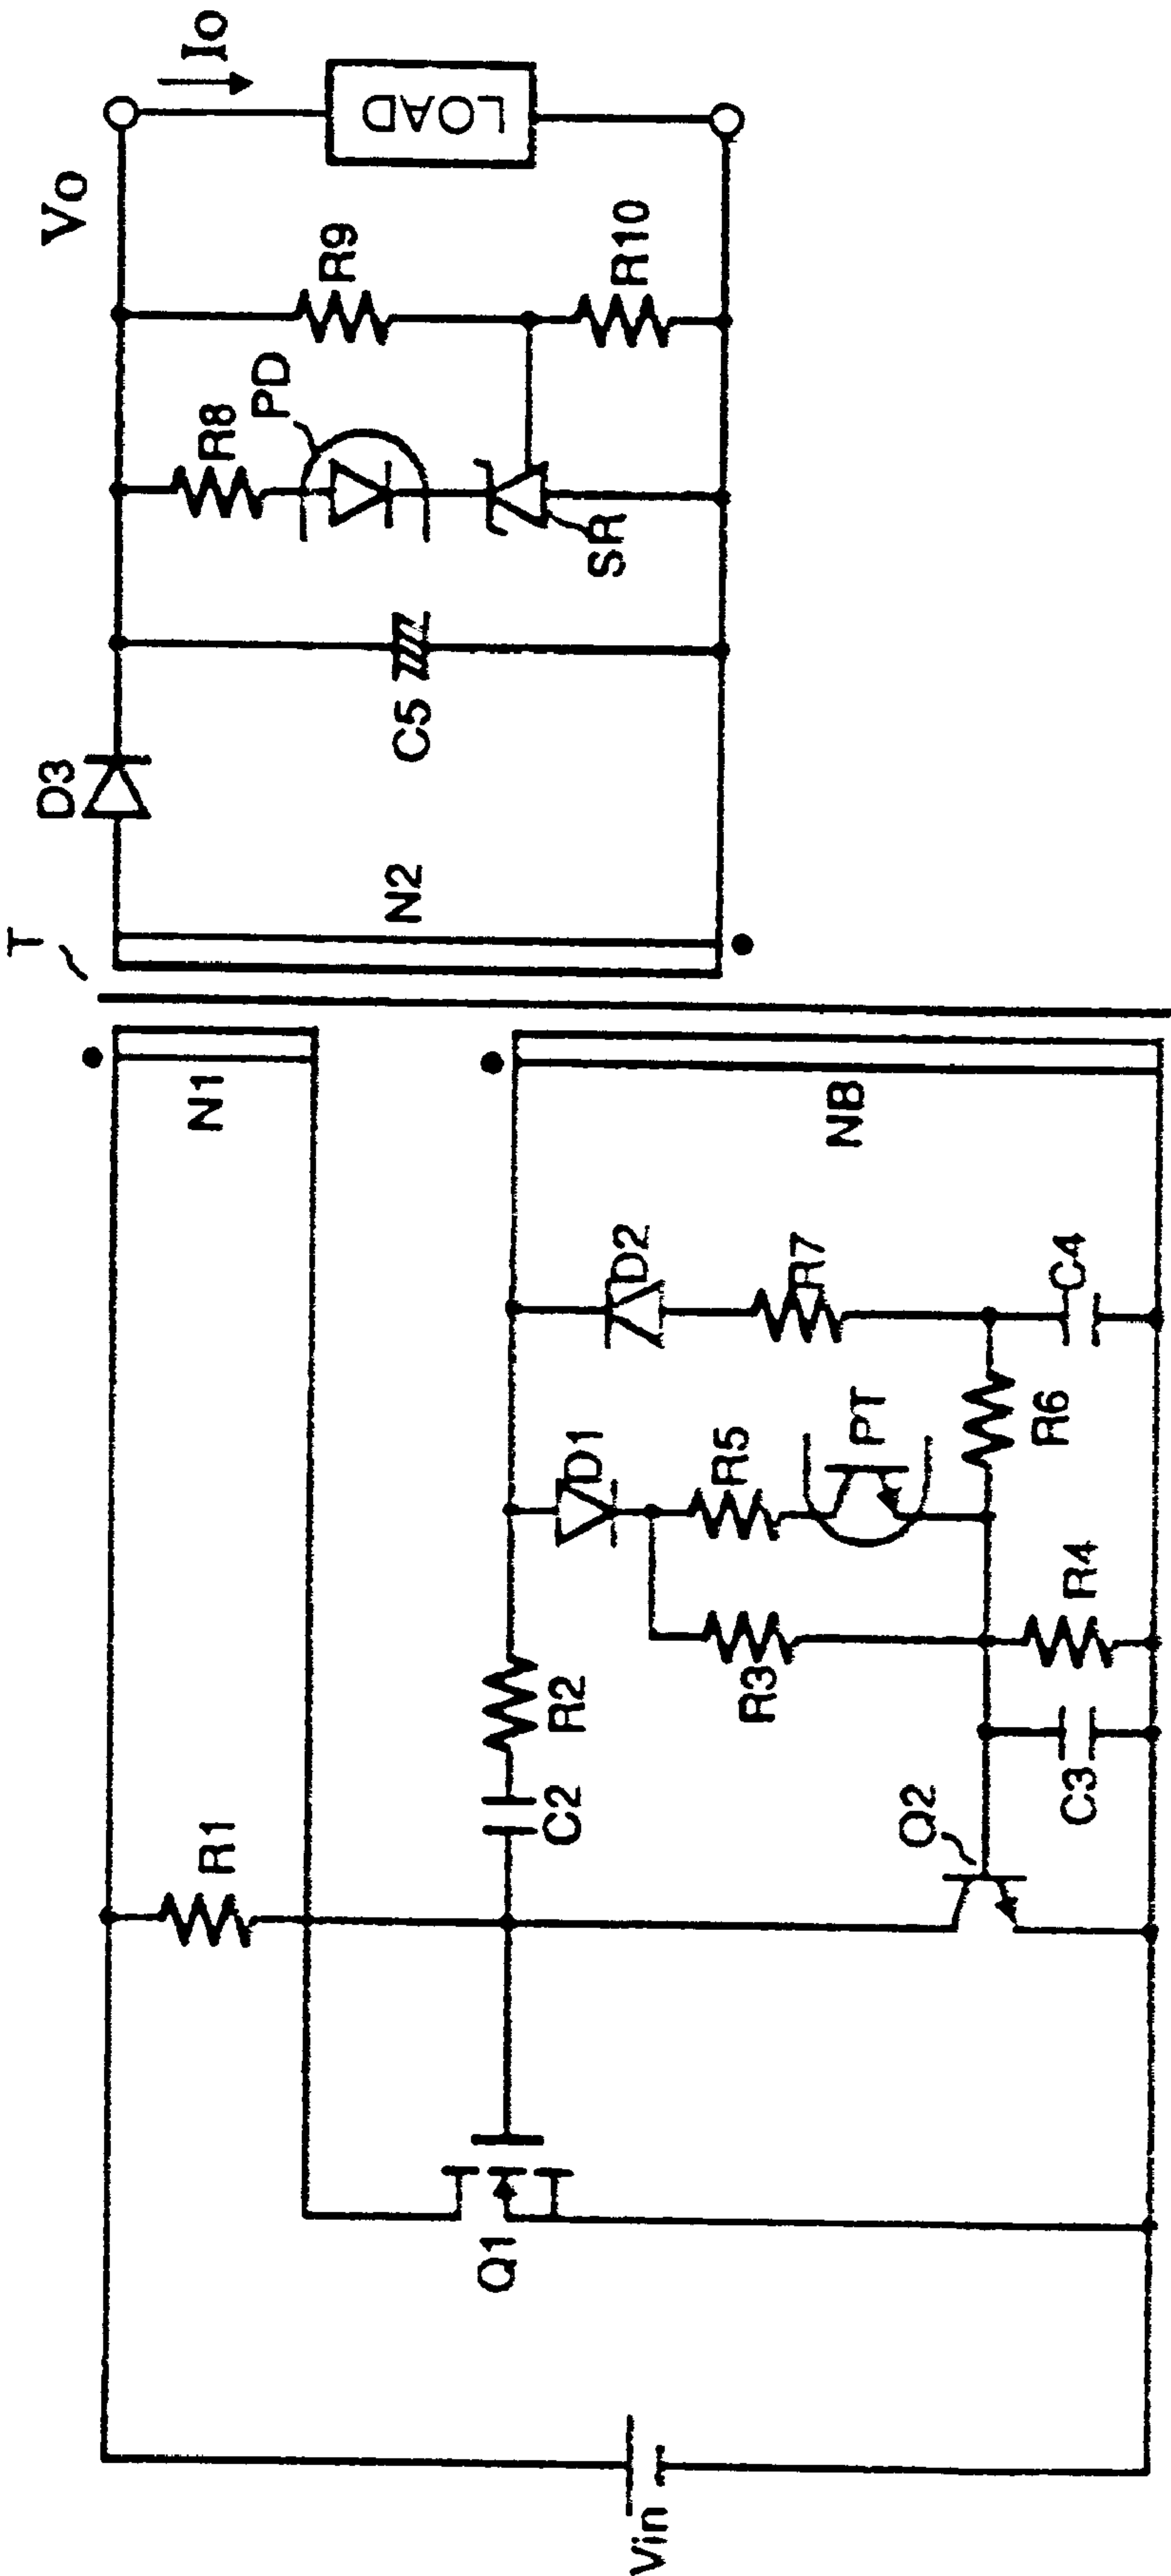 Vin
Q1
R1
C2
R2
Q2
C3
R3
R4
D1
R5
PT
R6
D2
R7
C4
N1
NB
T
N2
D3
C5
R8
PD
SR
R9
R10
Vo
Io
LOAD